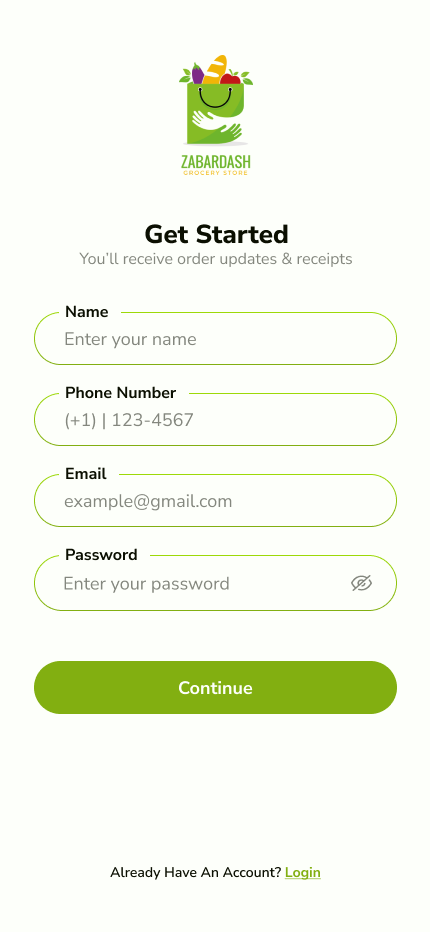 ZABARDASH
GROCERY STORE
Get Started
You'll receive order updates & receipts
Name
Enter your name
Phone Number
(+1) | 123-4567
Email
example@gmail.com
Password
Enter your password
Continue
Already Have An Account? Login